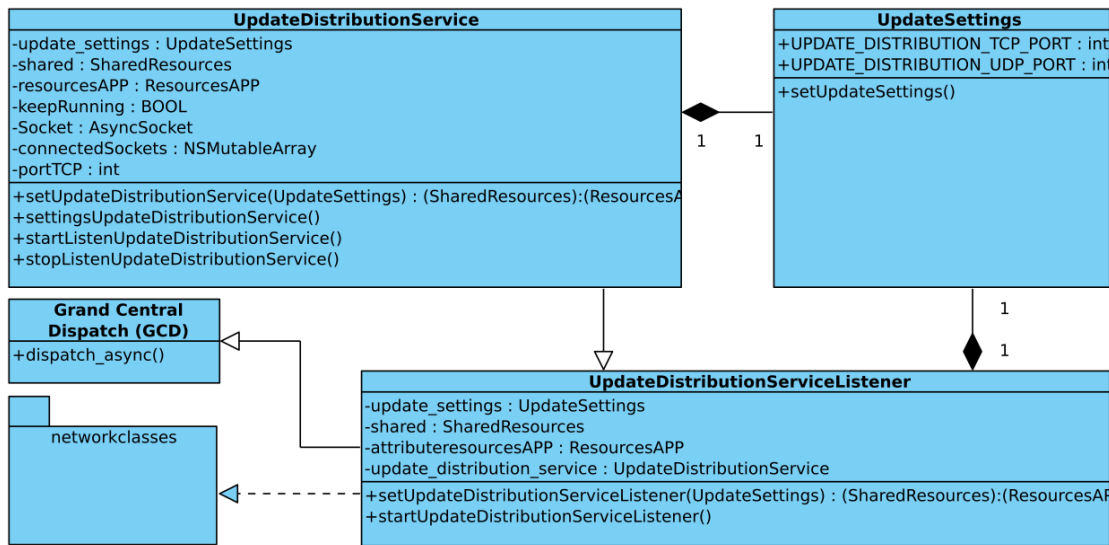 UpdateDistributionService
-update_settings : UpdateSettings
-shared : SharedResources
-resourcesAPP : ResourcesAPP
-keepRunning : BOOL
-Socket : AsyncSocket
-connectedSockets : NSMutableArray
-portTCP : int
+setUpdateDistributionService(UpdateSettings) : (SharedResources):(ResourcesA
+settingsUpdateDistributionService()
+startListenUpdateDistributionService()
+stopListenUpdateDistributionService()
UpdateSettings
+UPDATE_DISTRIBUTION_TCP_PORT : int
+UPDATE_DISTRIBUTION_UDP_PORT : int
+setUpdateSettings()
1
1
Grand Central
Dispatch (GCD)
+dispatch_async()
1
1
networkclasses
UpdateDistributionServiceListener
-update_settings : UpdateSettings
-shared : SharedResources
-attributeresourcesAPP : ResourcesAPP
-update_distribution_service : UpdateDistributionService
+setUpdateDistributionServiceListener(UpdateSettings) : (SharedResources):(ResourcesAP
+startUpdateDistributionServiceListener()